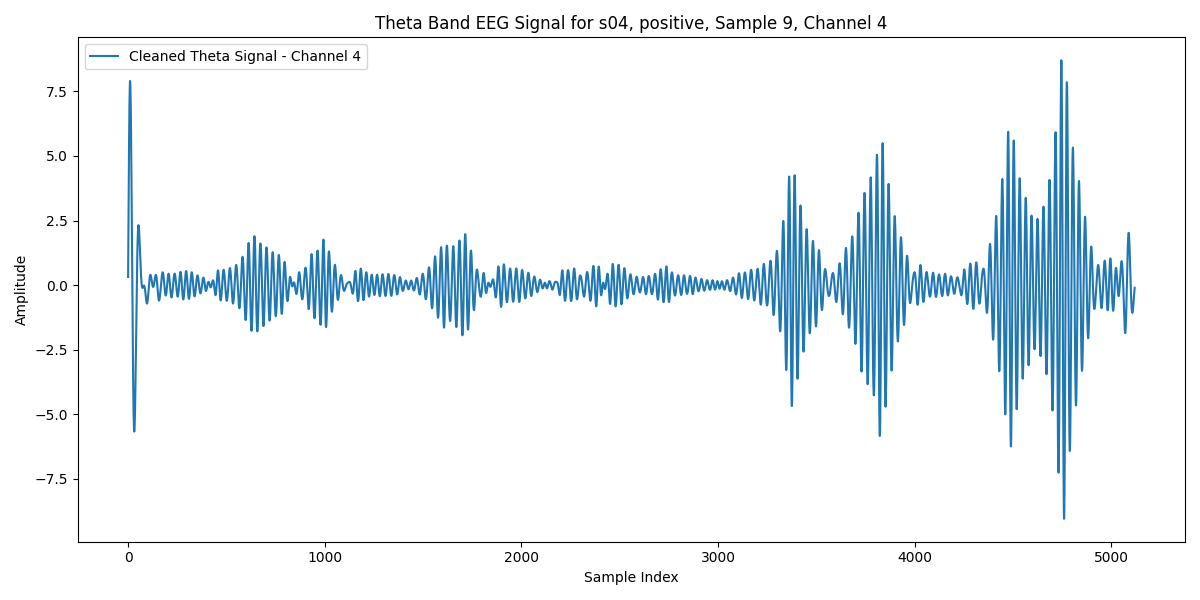 Theta Band EEG Signal for s04, positive, Sample 9, Channel 4
Cleaned Theta Signal - Channel 4
Amplitude
7.5
5.0
2.5
0.0
−2.5
−5.0
−7.5
0 1000 2000 3000 4000 5000
Sample Index